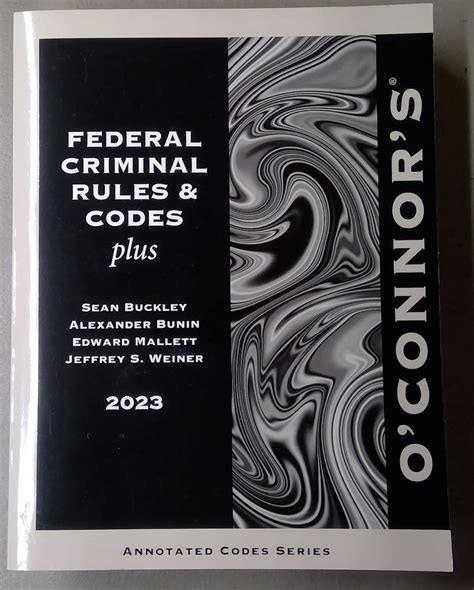 FEDERAL
CRIMINAL
RULES &
CODES
plus
SEAN BUCKLEY
ALEXANDER BUNIN
EDWARD MALLETT
JEFFREY S. WEINER
2023
O'CONNOR'S®
ANNOTATED CODES SERIES